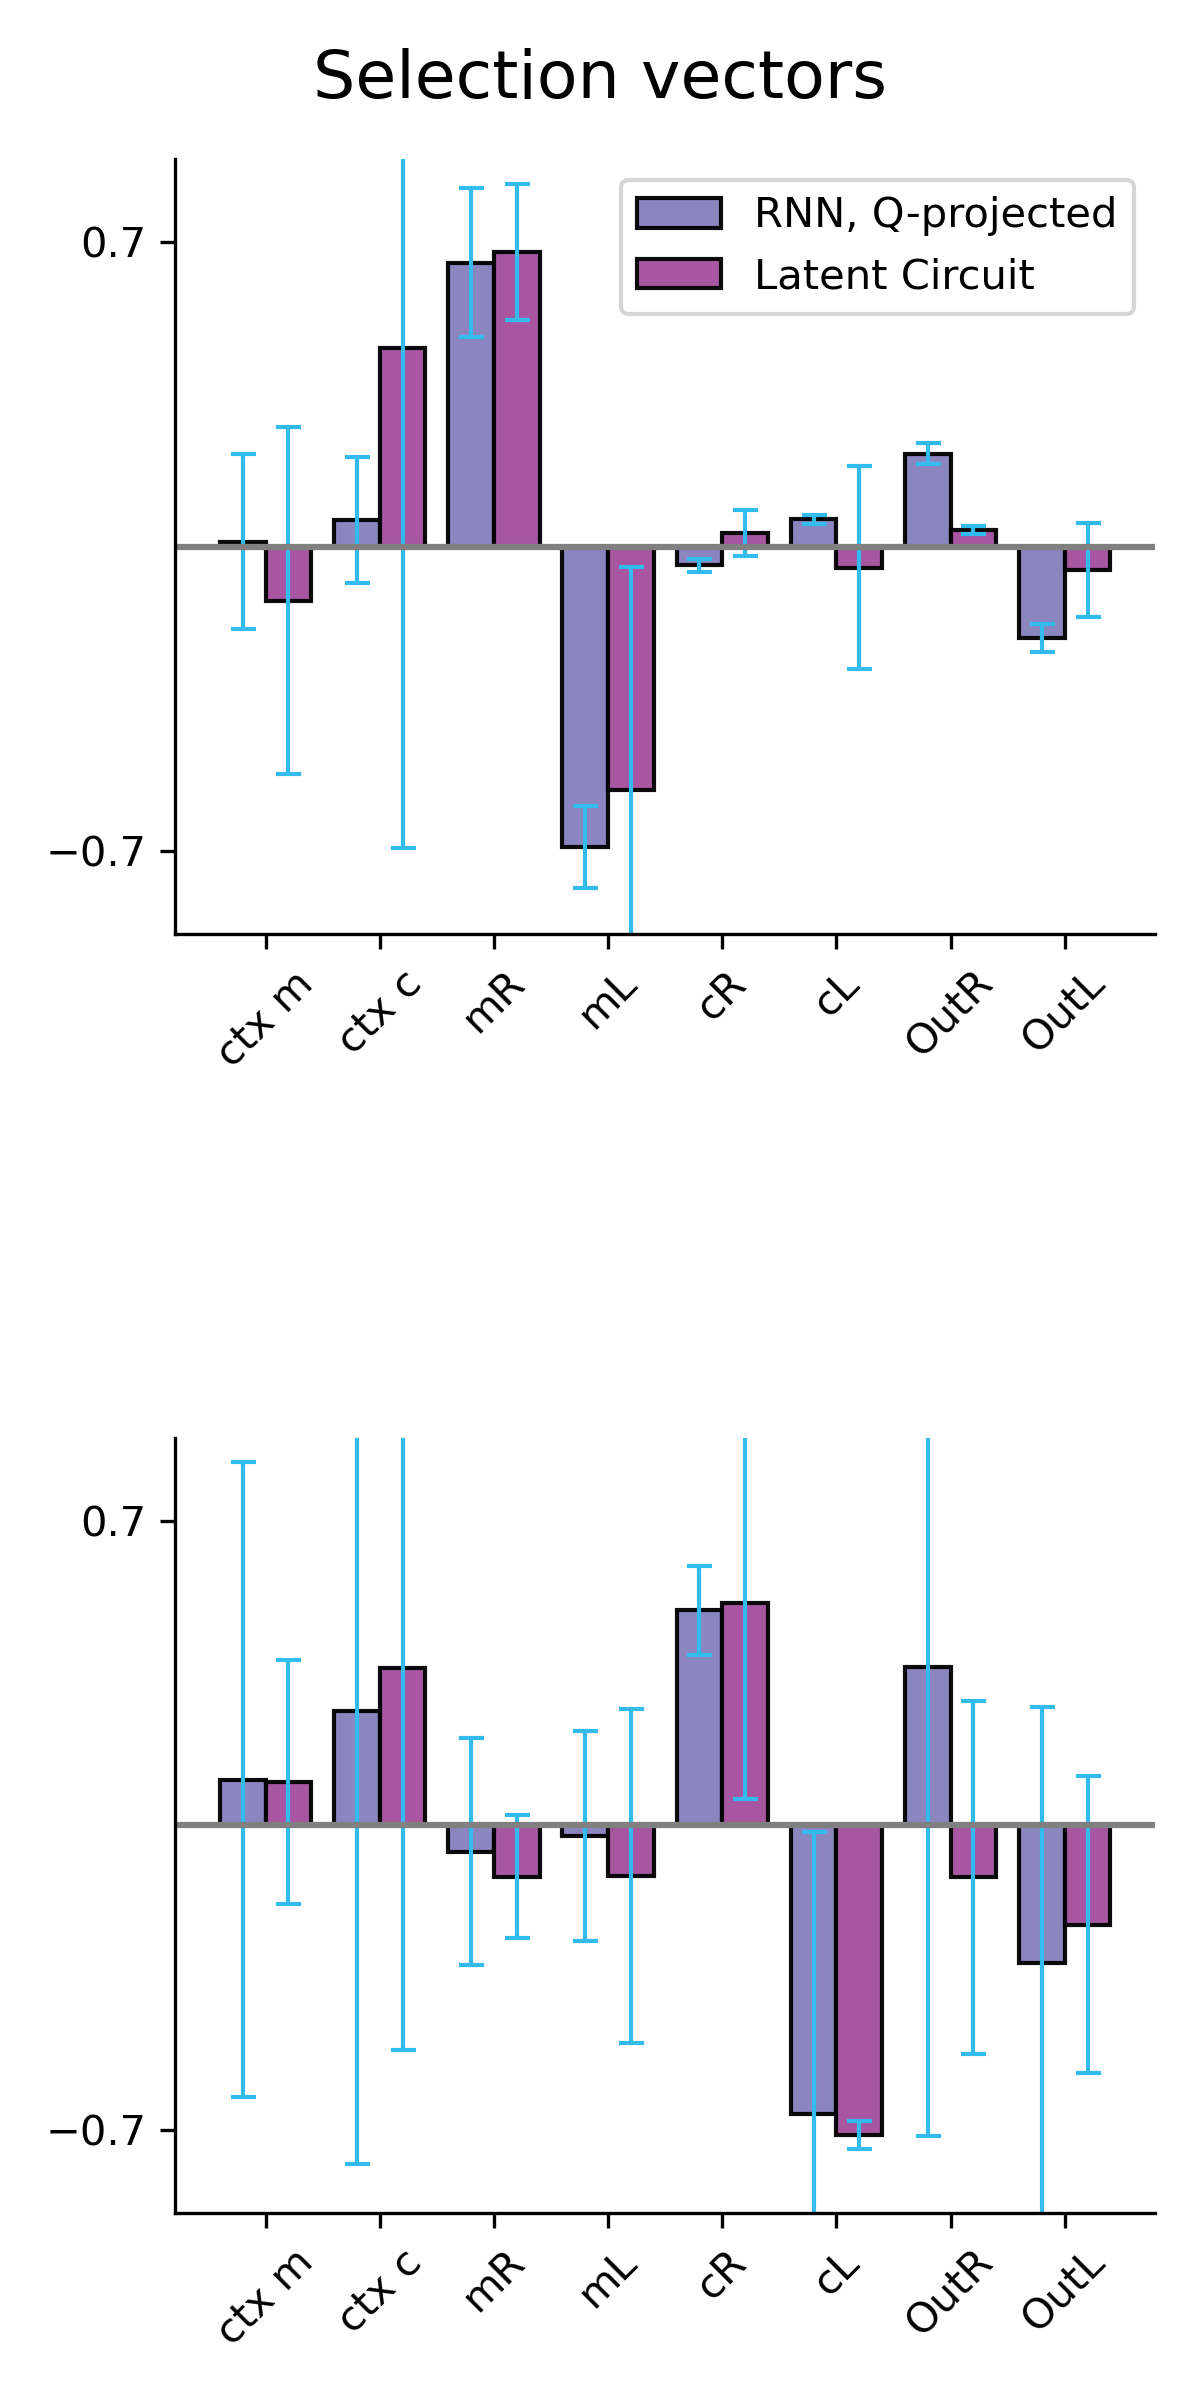 Selection vectors
0.7
−0.7
RNN, Q-projected
Latent Circuit
ctx m
ctx c
mR
mL
cR
cL
OutR
OutL
0.7
−0.7
ctx m
ctx c
mR
mL
cR
cL
OutR
OutL